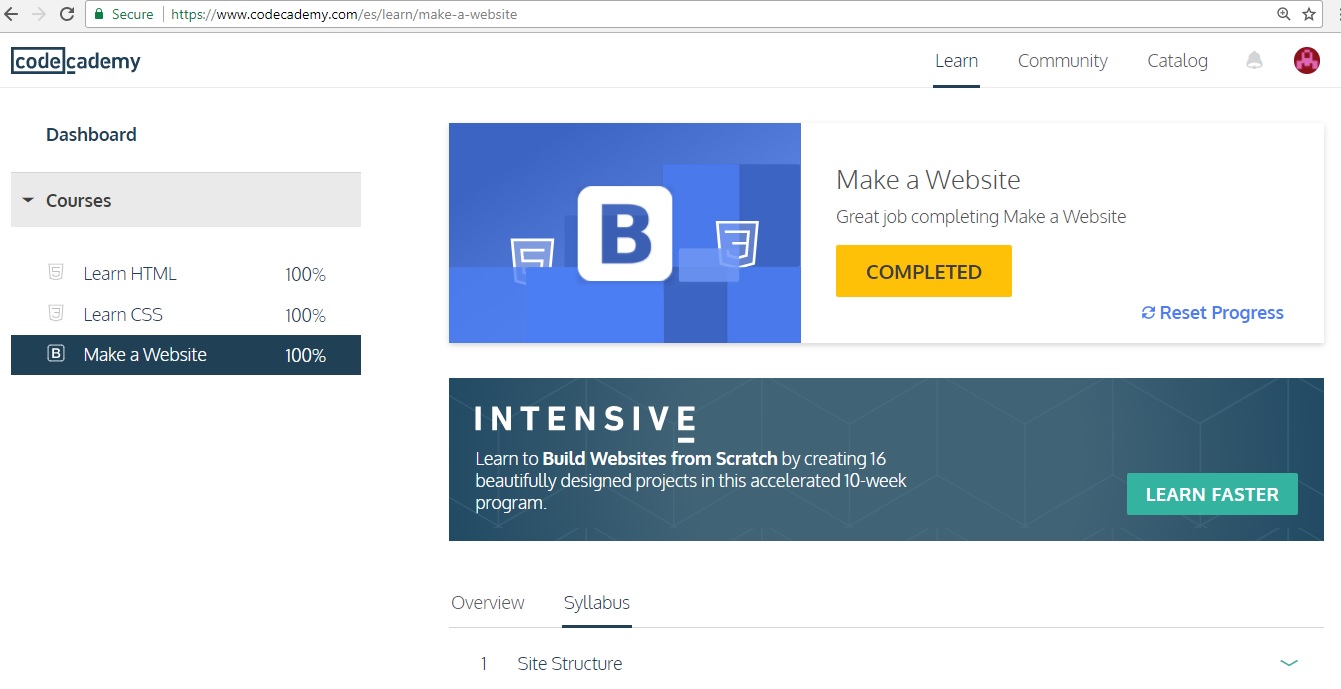 Secure
https://www.codecademy.com/es/learn/make-a-website
codecademy
Learn
Community
Catalog
Dashboard
Courses
Learn HTML 100%
Learn CSS 100%
B Make a Website 100%
B
Make a Website
Great job completing Make a Website
COMPLETED
Reset Progress
INTENSIVE
Learn to Build Websites from Scratch by creating 16
beautifully designed projects in this accelerated 10-week
program.
LEARN FASTER
Overview
Syllabus
1 Site Structure